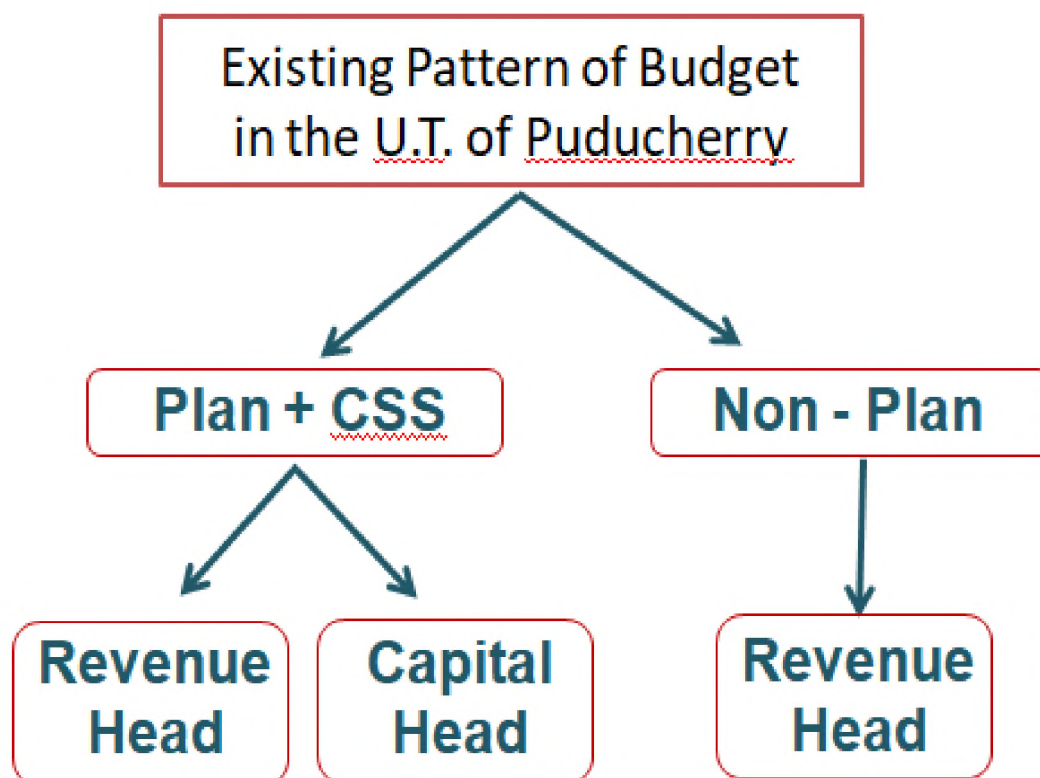 Existing Pattern of Budget
in the U.T. of Puducherry
Plan + CSS
Non - Plan
Revenue
Head
Capital
Head
Revenue
Head